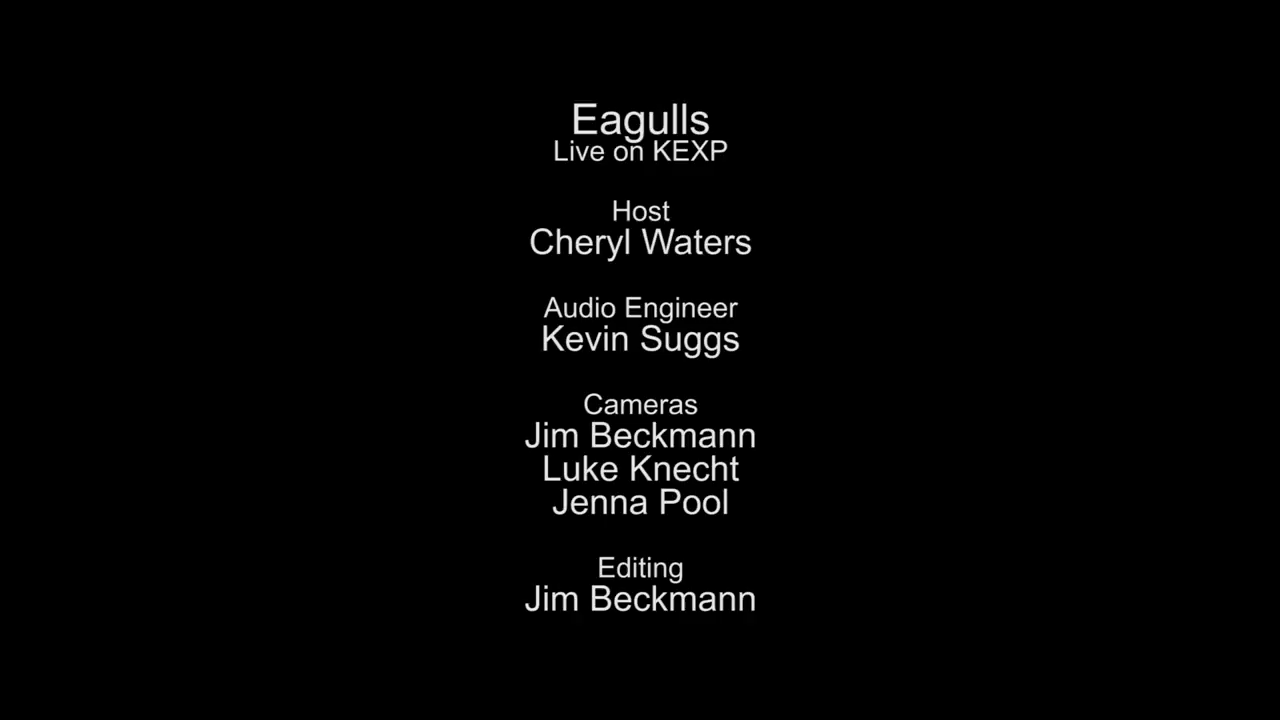 Eagulls
Live on KEXP
Host
Cheryl Waters
Audio Engineer
Kevin Suggs
Cameras
Jim Beckmann
Luke Knecht
Jenna Pool
Editing
Jim Beckmann